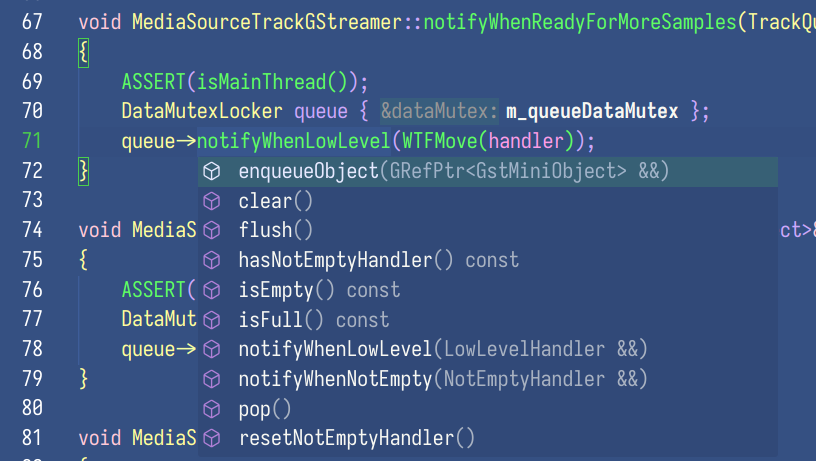 67 void MediaSourceTrackGStreamer::notifyWhenReadyForMoreSamples(TrackQu
68 {
69 ASSERT(isMainThread());
70 DataMutexLocker queue { &dataMutex: m_queueDataMutex };
71 queue->notifyWhenLowLevel(WTFMove(handler));
72 } enqueueObject(GRefPtr<GstMiniObject> &&)
73 clear()
74 void MediaS flush() ct>&
75 { hasNotEmptyHandler() const
76 ASSERT( isEmpty() const
77 DataMut isFull() const
78 queue-> notifyWhenLowLevel(LowLevelHandler &&)
79 } notifyWhenNotEmpty(NotEmptyHandler &&)
80 pop()
81 void MediaS resetNotEmptyHandler()